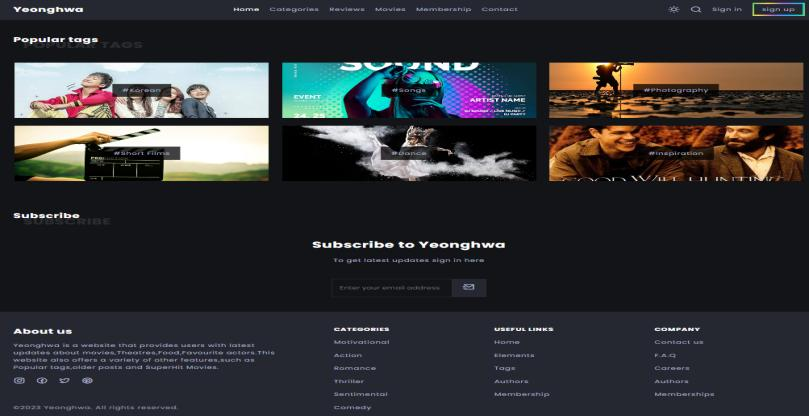 Yeonghwa
Home Categories Reviews Movies Membership Contact
Sign in
sign up
Popular tags
POPULAR TAGS
#Korean
SOUND
EVENT
#Songs
ARTIST NAME
#Photography
#Short Films
#Dance
#Inspiration
GOOD WILL HUNTING
Subscribe
SUBSCRIBE
Subscribe to Yeonghwa
To get latest updates sign in here
Enter your email address
About us
Yeonghwa is a website that provides users with latest
updates about movies,Theatres,Food,Favourite actors.This
website also offers a variety of other features,such as
Popular tags,older posts and SuperHit Movies.
©2023 Yeonghwa. All rights reserved.
CATEGORIES
Motivational
Action
Romance
Thriller
Sentimental
Comedy
USEFUL LINKS
Home
Elements
Tags
Authors
Membership
COMPANY
Contact us
F.A.Q
Careers
Authors
Memberships